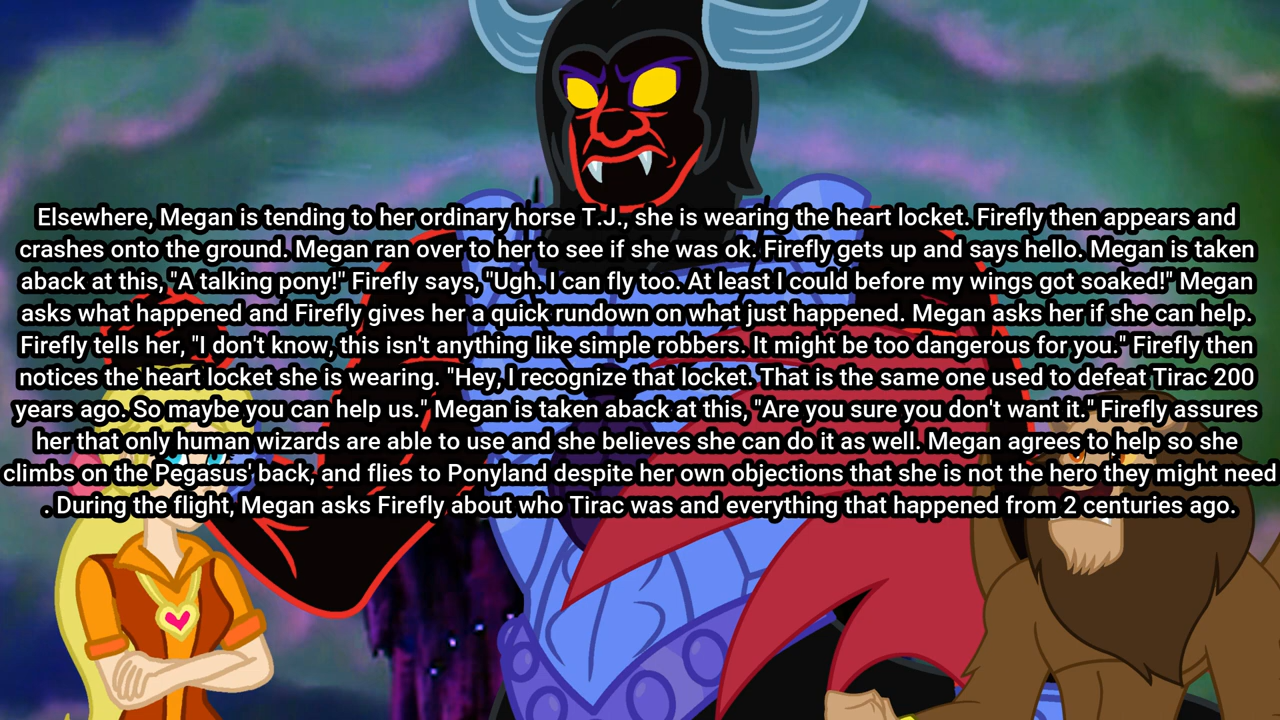 Elsewhere, Megan is tending to her ordinary horse T.J., she is wearing the heart locket. Firefly then appears and
crashes onto the ground. Megan ran over to her to see if she was ok. Firefly gets up and says hello. Megan is taken
aback at this, "A talking pony!" Firefly says, "Ugh. I can fly too. At least I could before my wings got soaked!" Megan
asks what happened and Firefly gives her a quick rundown on what just happened. Megan asks her if she can help.
Firefly tells her, "I don't know, this isn't anything like simple robbers. It might be too dangerous for you." Firefly then
notices the heart locket she is wearing. "Hey, I recognize that locket. That is the same one used to defeat Tirac 200
years ago. So maybe you can help us." Megan is taken aback at this, "Are you sure you don't want it." Firefly assures
her that only human wizards are able to use and she believes she can do it as well. Megan agrees to help so she
climbs on the Pegasus' back, and flies to Ponyland despite her own objections that she is not the hero they might need
. During the flight, Megan asks Firefly about who Tirac was and everything that happened from 2 centuries ago.